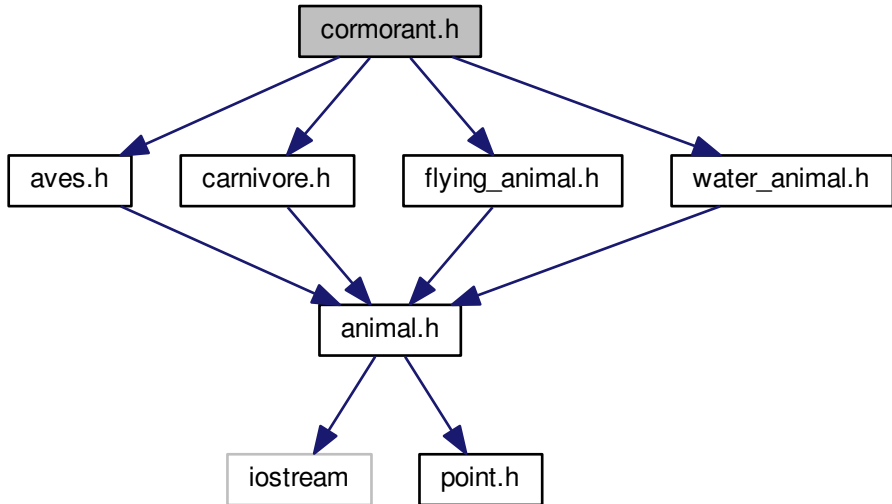 cormorant.h
aves.h
carnivore.h
flying_animal.h
water_animal.h
animal.h
iostream
point.h